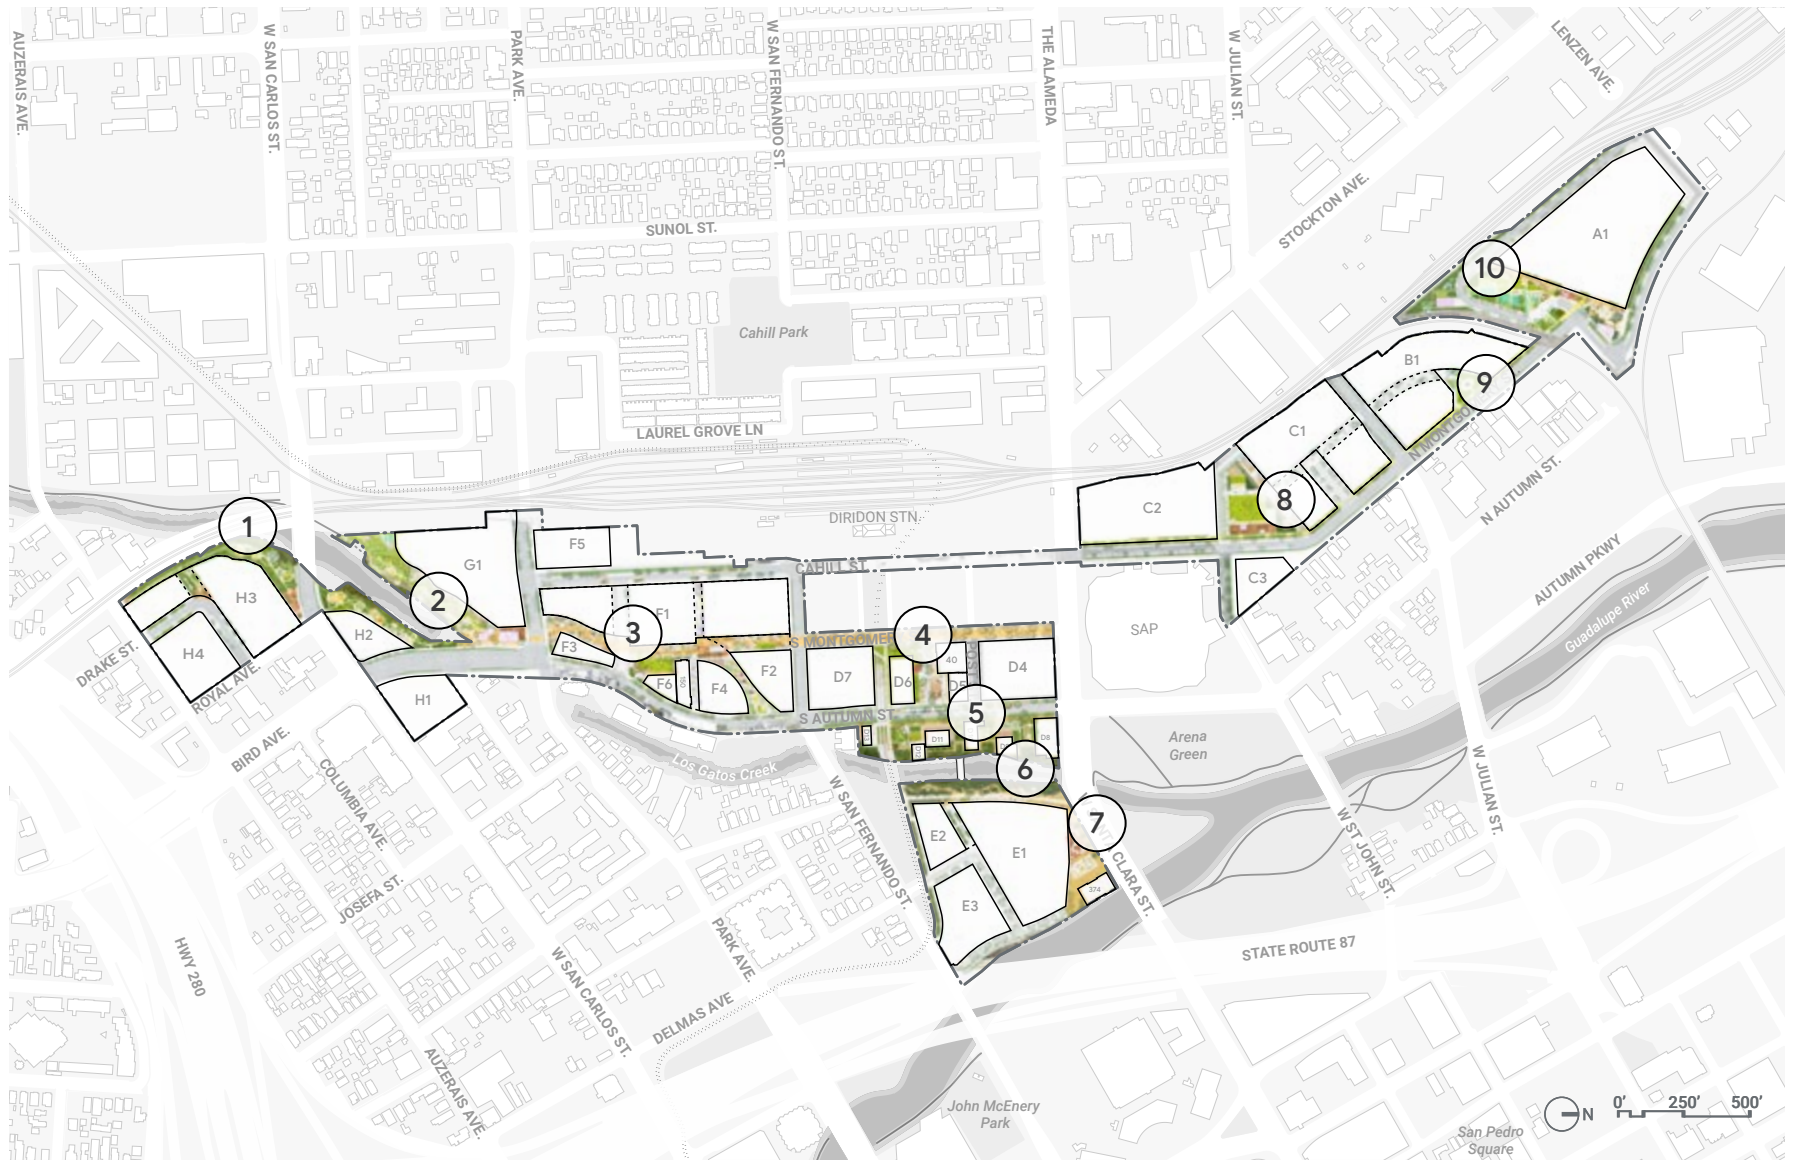 AUZERAIS AVE.
W SAN CARLOS ST.
PARK AVE.
W SAN FERNANDO ST.
THE ALAMEDA
W JULIAN ST.
LENZEN AVE.
STOCKTON AVE.
SUNOL ST.
Cahill Park
LAUREL GROVE LN
A1
10
B1
9
C1
N AUTUMN ST.
8
C2
DIRIDON STN.
1
F5
G1
CAHILL ST.
C3
AUTUMN PKWY
Guadalupe River
2
H3
F1
3
4
SAP
H2
F3
H4
DRAKE ST.
ROYAL AVE.
40
D4
D5
D6
D7
F2
F4
F6
H1
5
S AUTUMN ST.
D11
D8
Arena
Green
BIRD AVE.
COLUMBIA AVE.
Los Gatos Creek
6
W SAN FERNANDO ST.
7
E2
E1
CLARA ST.
374
E3
W ST JOHN ST.
W JULIAN ST.
JOSEFA ST.
HWY 280
W SAN CARLOS ST.
PARK AVE.
STATE ROUTE 87
DELMAS AVE
AUZERAIS AVE.
John McEnery
Park
N
0' 250' 500'
San Pedro
Square